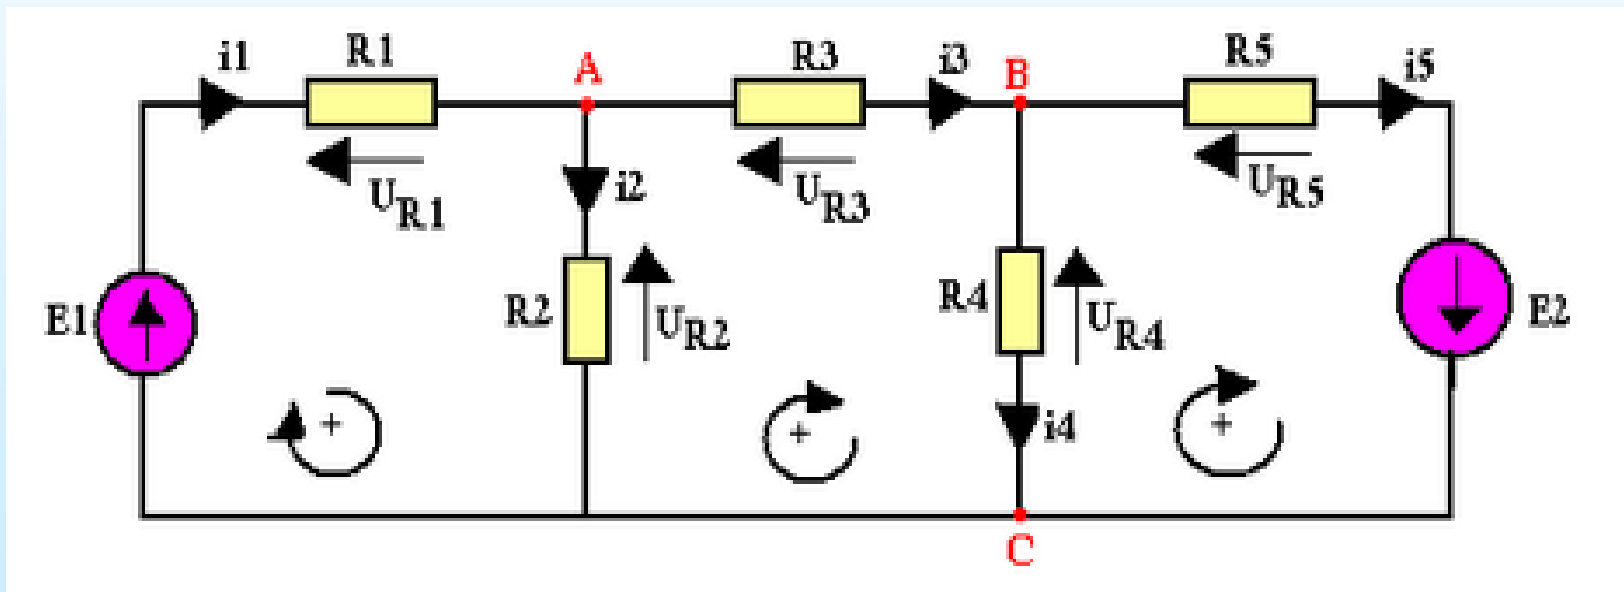 i1 R1 A R3 i3 B R5 i5
UR1 i2 UR3 UR5
E1 R2 UR2 R4 UR4 E2
+ + i4 +
C